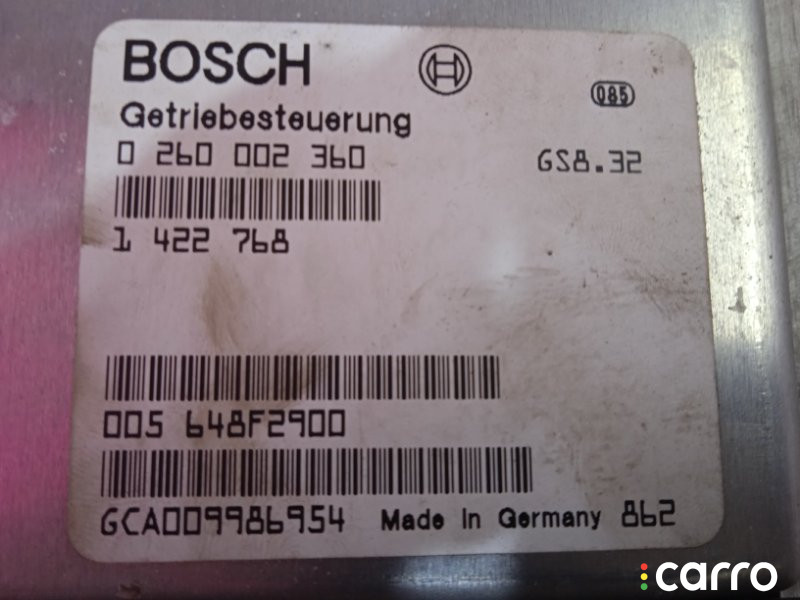 BOSCH
085
Getriebesteuerung
0 260 002 360
GS8.32
1 422 768
005 648F2900
GCA009986954 Made In Germany 862
carro